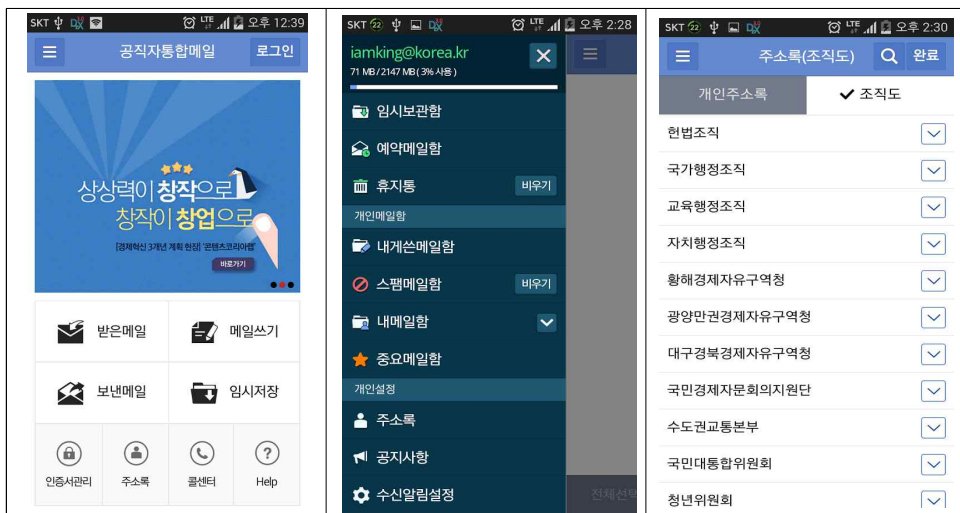 SKT 오후 12:39
공직자통합메일 로그인
상상력이 창작으로
창작이 창업으로
[경제혁신 3개년 계획 현장] '콘텐츠코리아랩'
바로가기
받은메일 메일쓰기
보낸메일 임시저장
인증서관리 주소록 콜센터 Help
SKT 22 LTE 오후 2:28
iamking@korea.kr
71 MB/2147 MB(3% 사용)
임시보관함
예약메일함
휴지통 비우기
개인메일함
내게쓴메일함
스팸메일함 비우기
내메일함
중요메일함
개인설정
주소록
공지사항
수신알림설정
전체선택
SKT 22 LTE 오후 2:30
주소록(조직도) 완료
개인주소록 조직도
헌법조직
국가행정조직
교육행정조직
자치행정조직
황해경제자유구역청
광양만권경제자유구역청
대구경북경제자유구역청
국민경제자문회의지원단
수도권교통본부
국민대통합위원회
청년위원회